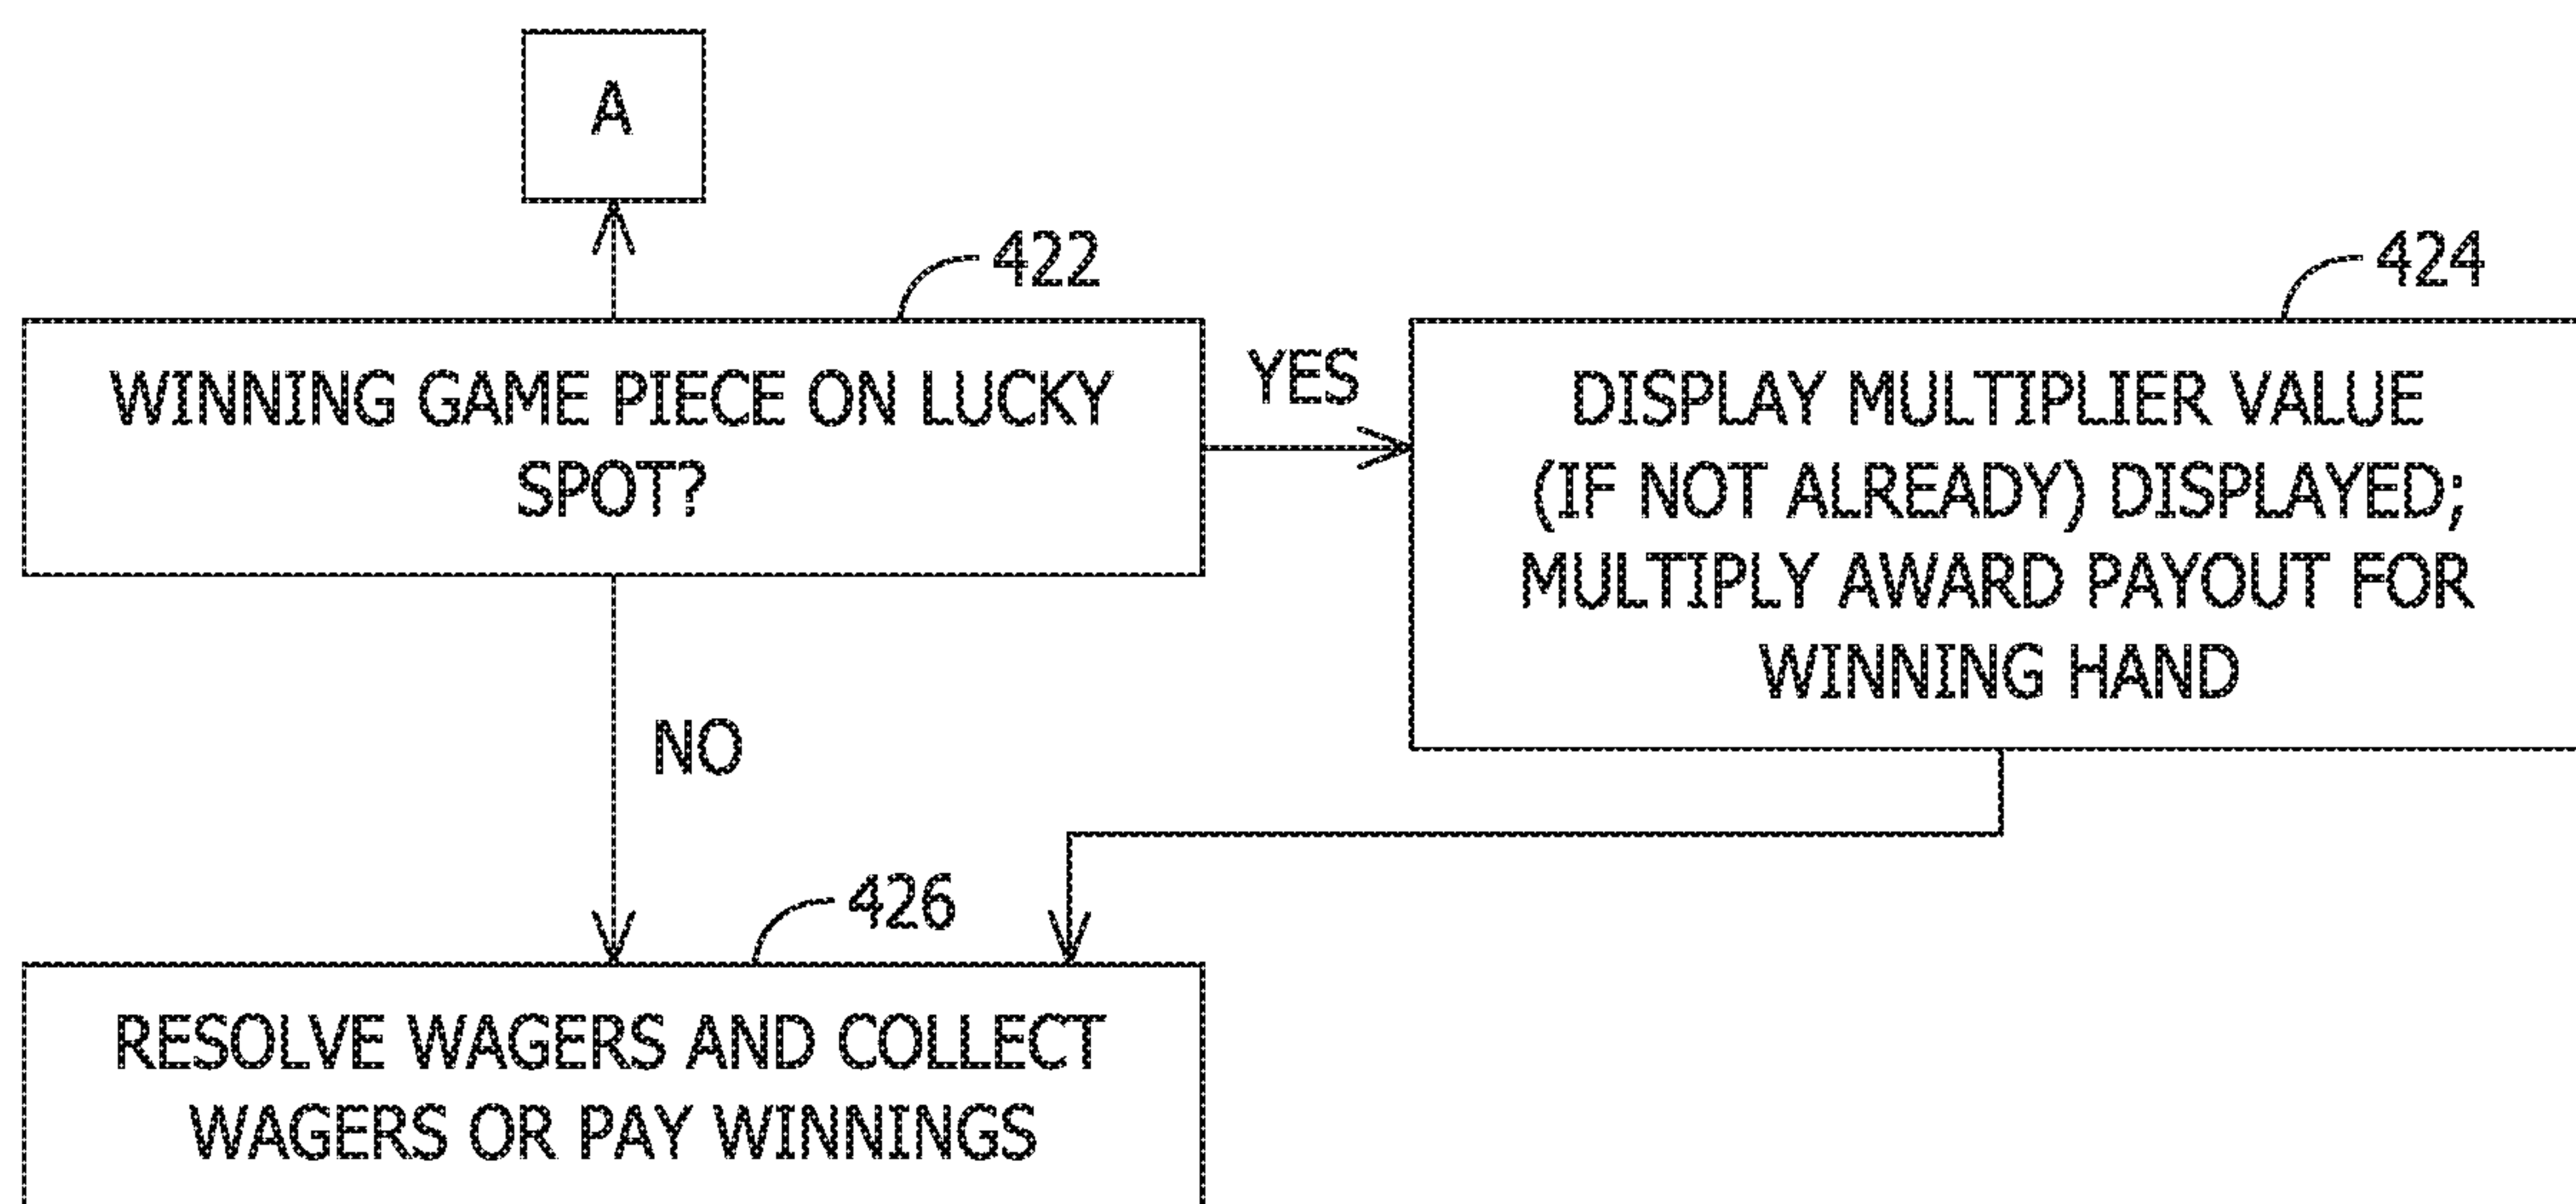 A
422
WINNING GAME PIECE ON LUCKY
SPOT?
YES
424
DISPLAY MULTIPLIER VALUE
(IF NOT ALREADY) DISPLAYED;
MULTIPLY AWARD PAYOUT FOR
WINNING HAND
NO
426
RESOLVE WAGERS AND COLLECT
WAGERS OR PAY WINNINGS